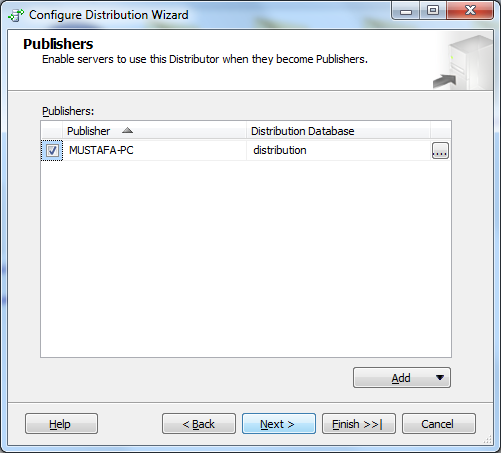 Configure Distribution Wizard
Publishers
Enable servers to use this Distributor when they become Publishers.
Publishers:
Publisher Distribution Database
MUSTAFA-PC distribution ....
Add
Help < Back Next > Finish >>| Cancel